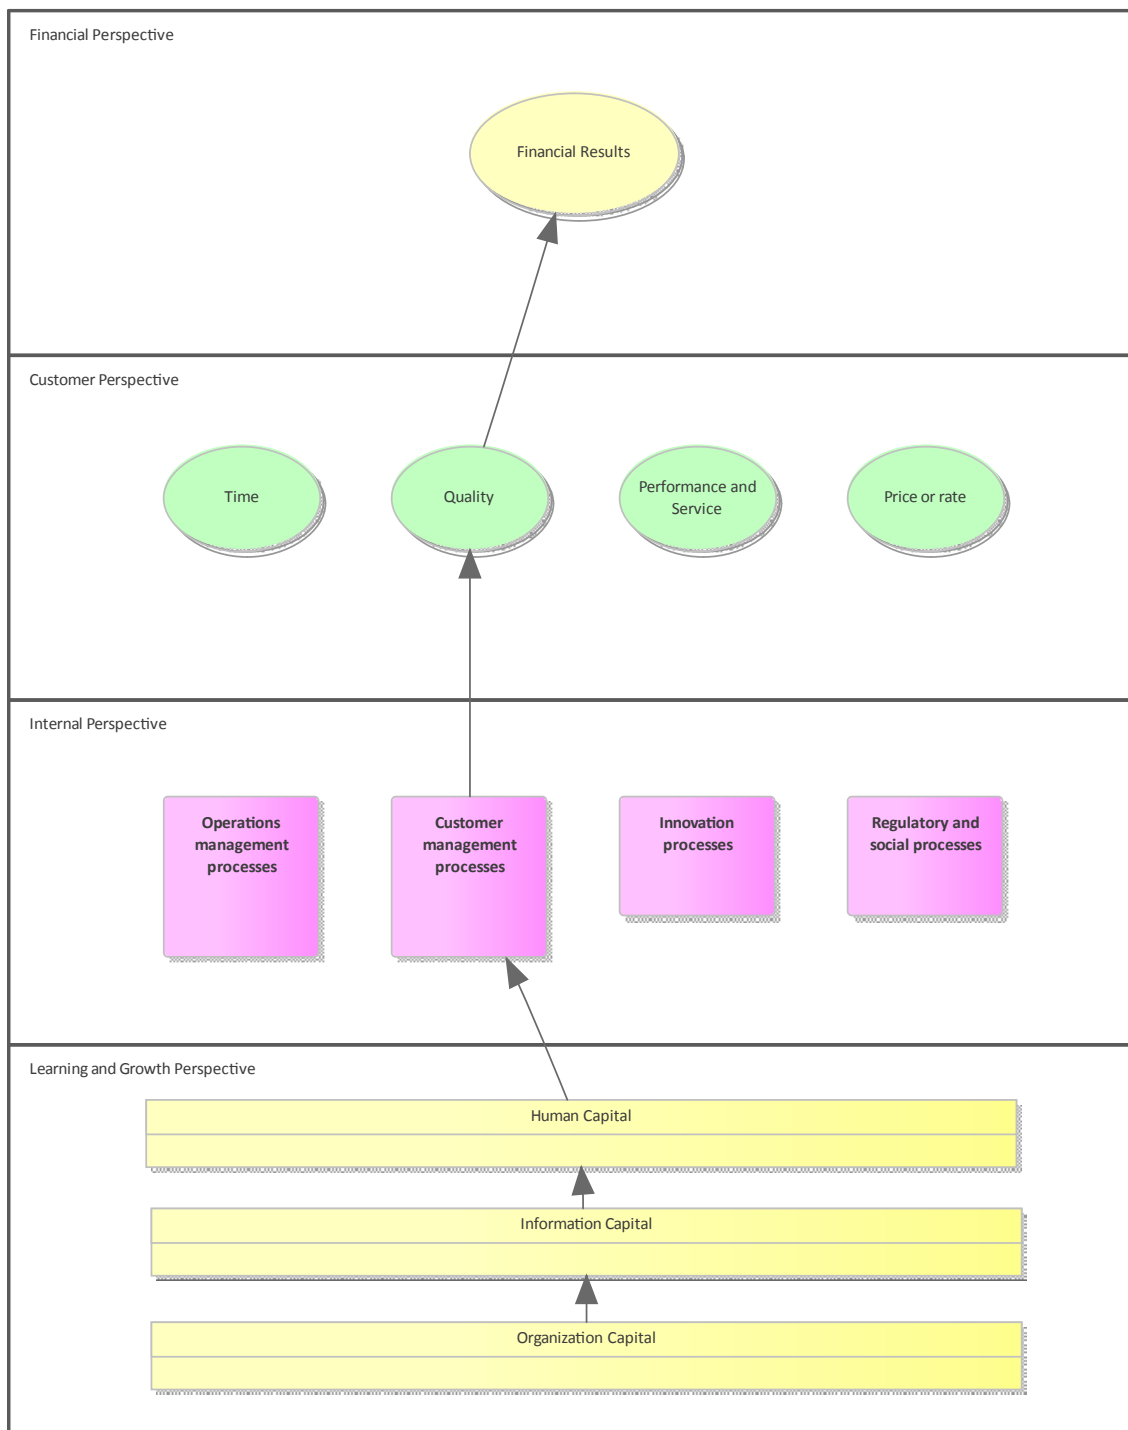 Financial Perspective
Financial Results
Customer Perspective
Time
Quality
Performance and
Service
Price or rate
Internal Perspective
Operations
management
processes
Customer
management
processes
Innovation
processes
Regulatory and
social processes
Learning and Growth Perspective
Human Capital
Information Capital
Organization Capital